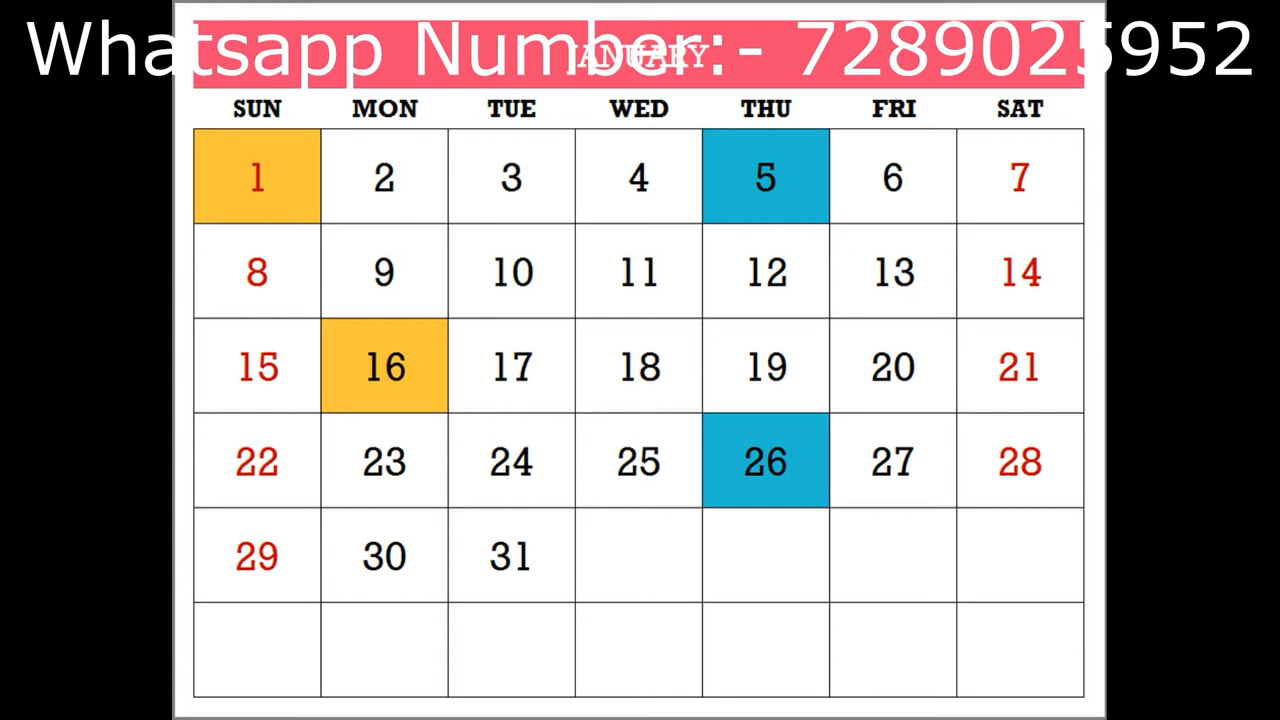 Whatsapp Number:- 7289025952
JANUARY
SUN MON TUE WED THU FRI SAT
1 2 3 4 5 6 7
8 9 10 11 12 13 14
15 16 17 18 19 20 21
22 23 24 25 26 27 28
29 30 31